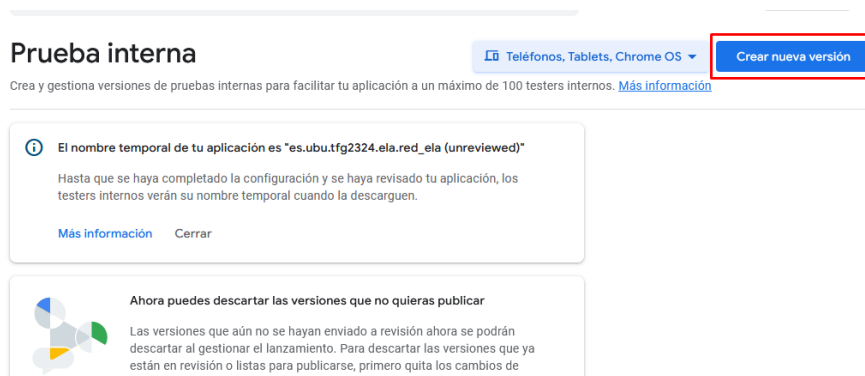 Prueba interna
Teléfonos, Tablets, Chrome OS
Crear nueva versión
Crea y gestiona versiones de pruebas internas para facilitar tu aplicación a un máximo de 100 testers internos. Más información
El nombre temporal de tu aplicación es "es.ubu.tfg2324.ela.red_ela (unreviewed)"
Hasta que se haya completado la configuración y se haya revisado tu aplicación, los
testers internos verán su nombre temporal cuando la descarguen.
Más información Cerrar
Ahora puedes descartar las versiones que no quieras publicar
Las versiones que aún no se hayan enviado a revisión ahora se podrán
descartar al gestionar el lanzamiento. Para descartar las versiones que ya
están en revisión o listas para publicarse, primero quita los cambios de